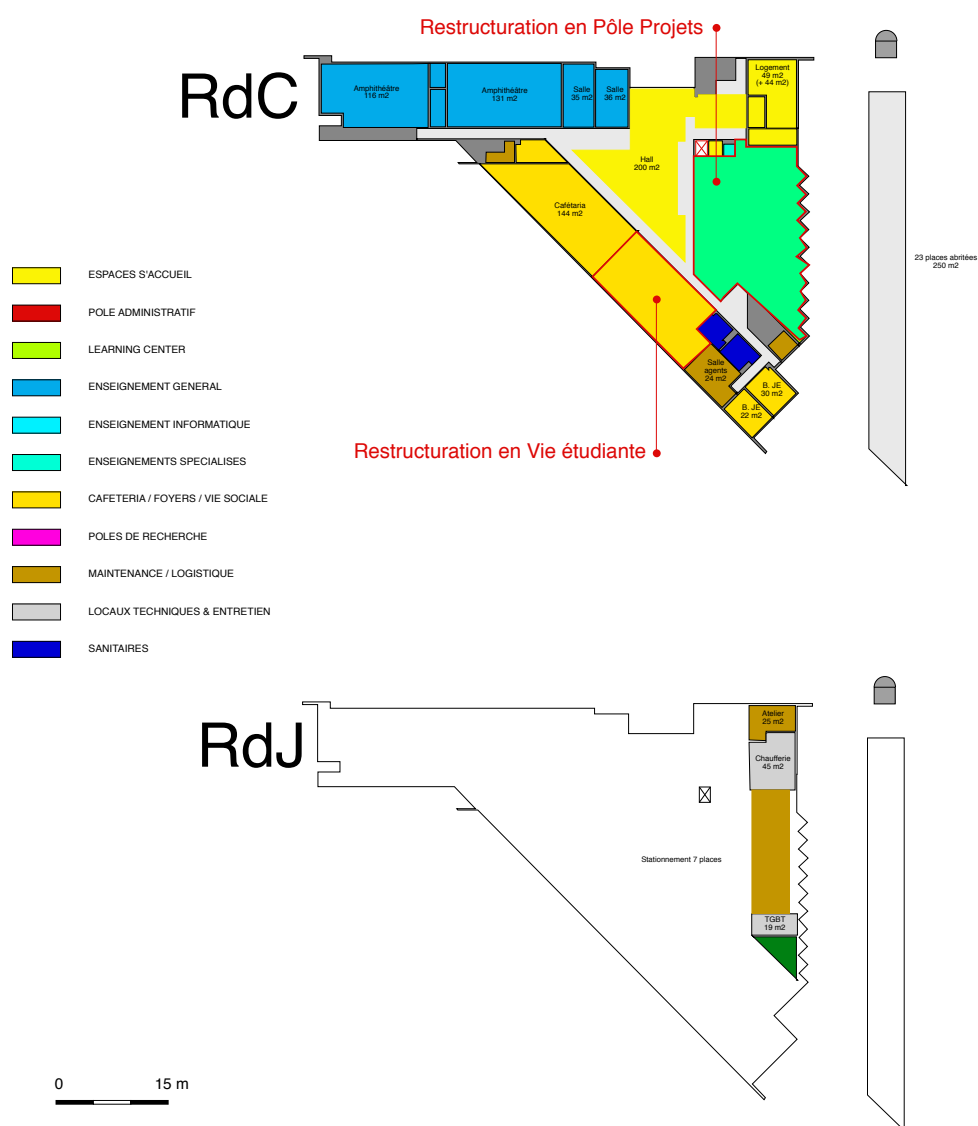 Restructuration en Pôle Projets
RdC
Amphithéâtre
116 m2
Amphithéâtre
131 m2
Salle
35 m2
Salle
36 m2
Logement
49 m2
(+ 44 m2)
Hall
200 m2
Cafétaria
144 m2
23 places abritées
250 m2
Salle
agents
24 m2
B. JE
30 m2
B. JE
22 m2
Restructuration en Vie étudiante
ESPACES S'ACCUEIL
POLE ADMINISTRATIF
LEARNING CENTER
ENSEIGNEMENT GENERAL
ENSEIGNEMENT INFORMATIQUE
ENSEIGNEMENTS SPECIALISES
CAFETERIA / FOYERS / VIE SOCIALE
POLES DE RECHERCHE
MAINTENANCE / LOGISTIQUE
LOCAUX TECHNIQUES & ENTRETIEN
SANITAIRES
RdJ
Atelier
25 m2
Chaufferie
45 m2
Stationnement 7 places
TGBT
19 m2
0 15 m